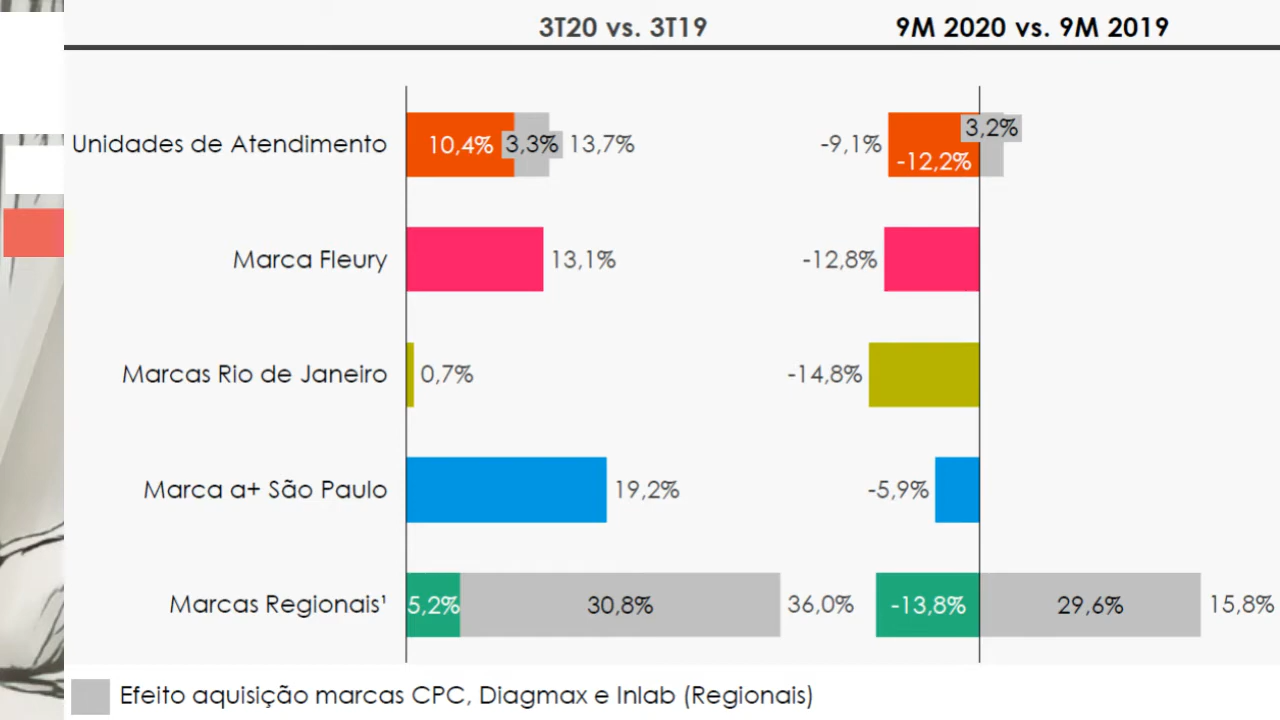 3T20 vs. 3T19 9M 2020 vs. 9M 2019
Unidades de Atendimento 10,4% 3,3% 13,7% -9,1% -12,2% 3,2%
Marca Fleury 13,1% -12,8%
Marcas Rio de Janeiro 0,7% -14,8%
Marca a+ São Paulo 19,2% -5,9%
Marcas Regionais¹ 5,2% 30,8% 36,0% -13,8% 29,6% 15,8%
Efeito aquisição marcas CPC, Diagmax e Inlab (Regionais)